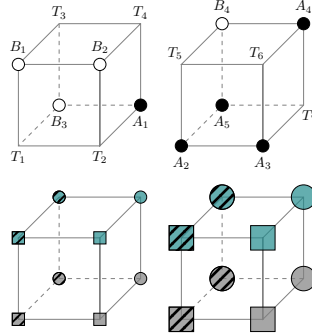 T₃ T₄
B₁ B₂
B₃ A₁
T₁ T₂
B₄ A₄
T₅ T₆
A₅
A₂ A₃